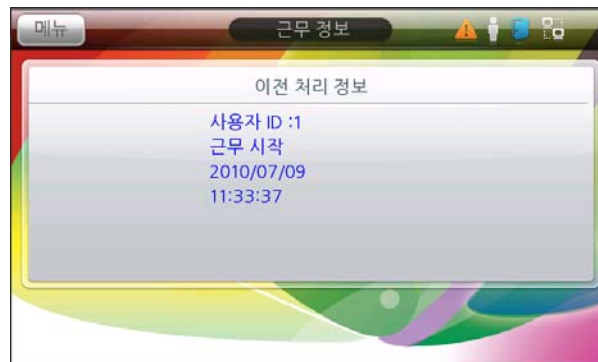 메뉴
근무 정보
이전 처리 정보
사용자 ID :1
근무 시작
2010/07/09
11:33:37